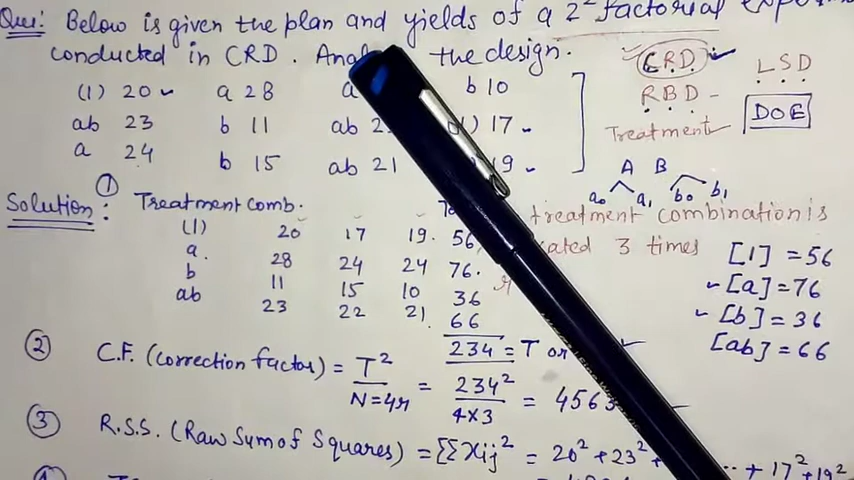 Que: Below is given the plan and yields of a 2² factorial
conducted in CRD. the design.
(1) 20 a 28 a b 10
ab 23 b 11 ab 2 17
a 24 b 15 ab 21 19
CRD LSD
RBD DOE
Treatment
A B
a₀ a₁ b₀ b₁
Solution: ① Treatment Comb.
treatment combination is
3 times
(1) 20 17 19. 56
a. 28 24 24 76.
b 11 15 10 36
ab 23 22 21. 66
234 = T or
[1] = 56
[a] = 76
[b] = 36
[ab] = 66
② C.F. (correction factor) = T²/N=4r = 234²/4×3 = 4563
③ R.S.S. (Raw Sum of Squares) = [ΣΣXij² = 20² + 23² + .. + 17² + 19²